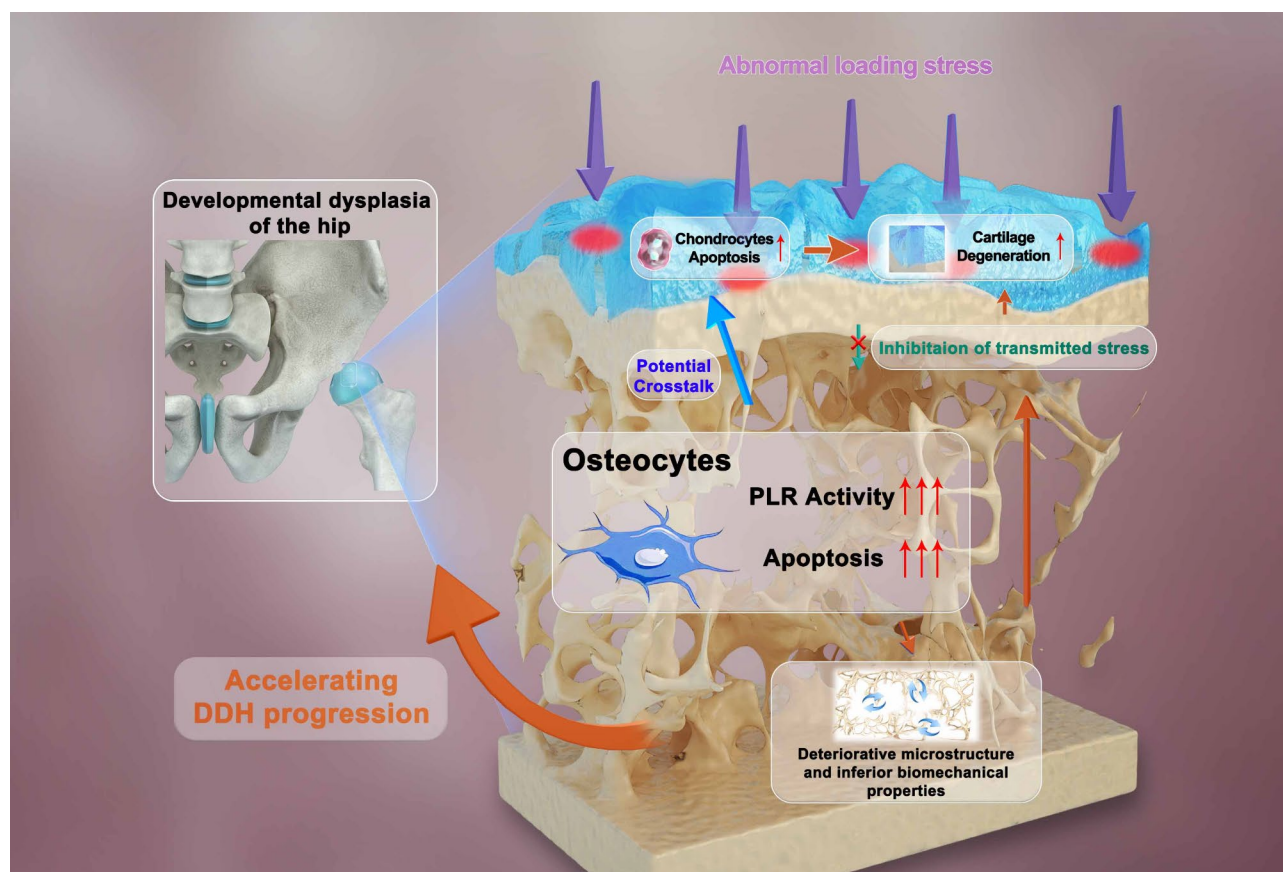 Abnormal loading stress
Developmental dysplasia
of the hip
Chondrocytes
Apoptosis
Cartilage
Degeneration
Inhibitaion of transmitted stress
Potential
Crosstalk
Osteocytes
PLR Activity
Apoptosis
Accelerating
DDH progression
Deteriorative microstructure
and inferior biomechanical
properties